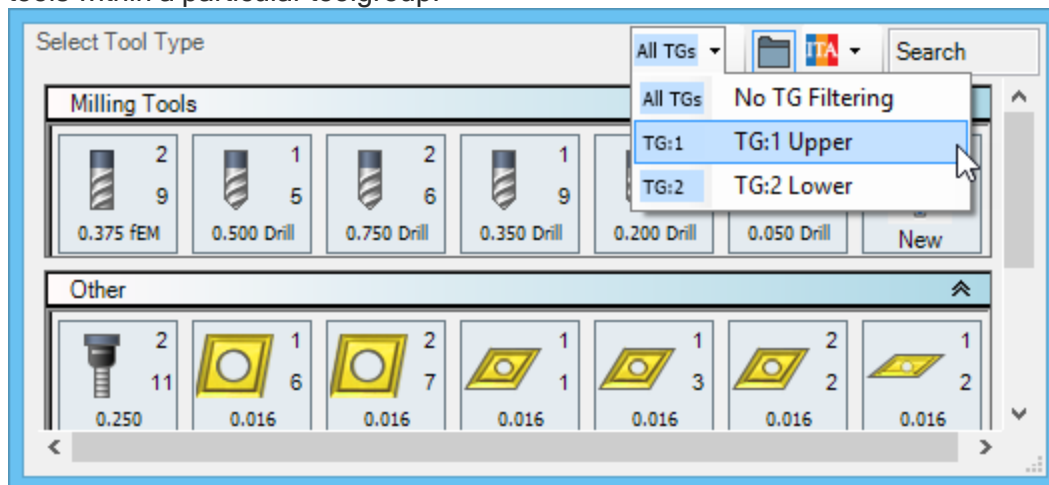 Select Tool Type
All TGs
ITA
Search
All TGs No TG Filtering
TG:1 TG:1 Upper
TG:2 TG:2 Lower
Milling Tools
2 1 2 1
9 5 6 9
0.375 fEM 0.500 Drill 0.750 Drill 0.350 Drill 0.200 Drill 0.050 Drill New
Other
2 1 2 1 1 2 1
11 6 7 1 3 2 2
0.250 0.016 0.016 0.016 0.016 0.016 0.016